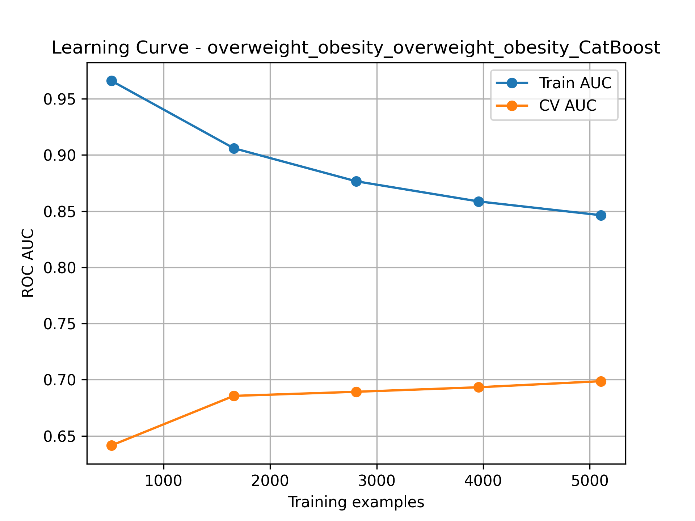 Learning Curve - overweight_obesity_overweight_obesity_CatBoost
Train AUC
CV AUC
ROC AUC
0.95
0.90
0.85
0.80
0.75
0.70
0.65
1000 2000 3000 4000 5000
Training examples